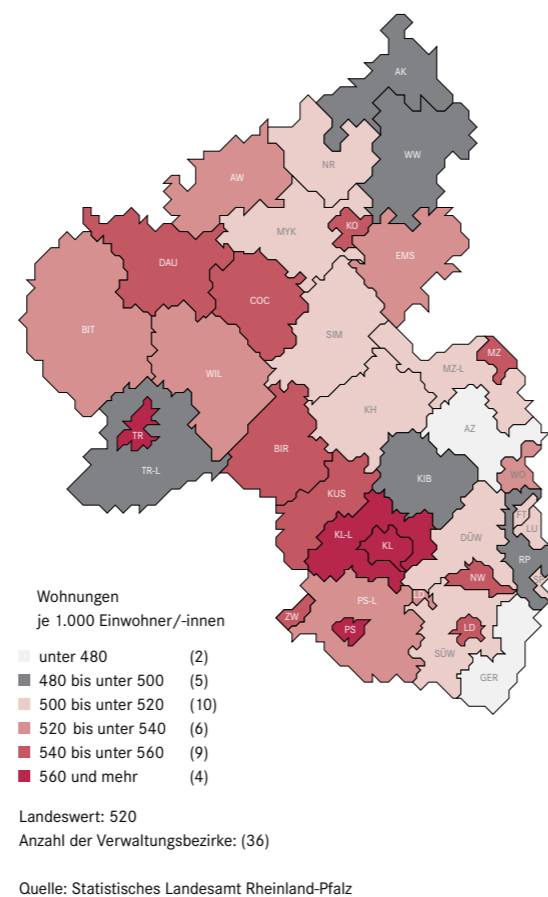 AK
WW
NR
AW
KO
MYK
EMS
DAU
COC
BIT
SIM
MZ
MZ-L
WIL
KH
AZ
TR
BIR
WO
TR-L
KIB
KUS
FT
LU
DÜW
KL-L
KL
RP
NW
SP
LD
PS-L
ZW
PS
LD
SÜW
GER
Wohnungen
je 1.000 Einwohner/-innen
unter 480 (2)
480 bis unter 500 (5)
500 bis unter 520 (10)
520 bis unter 540 (6)
540 bis unter 560 (9)
560 und mehr (4)
Landeswert: 520
Anzahl der Verwaltungsbezirke: (36)
Quelle: Statistisches Landesamt Rheinland-Pfalz